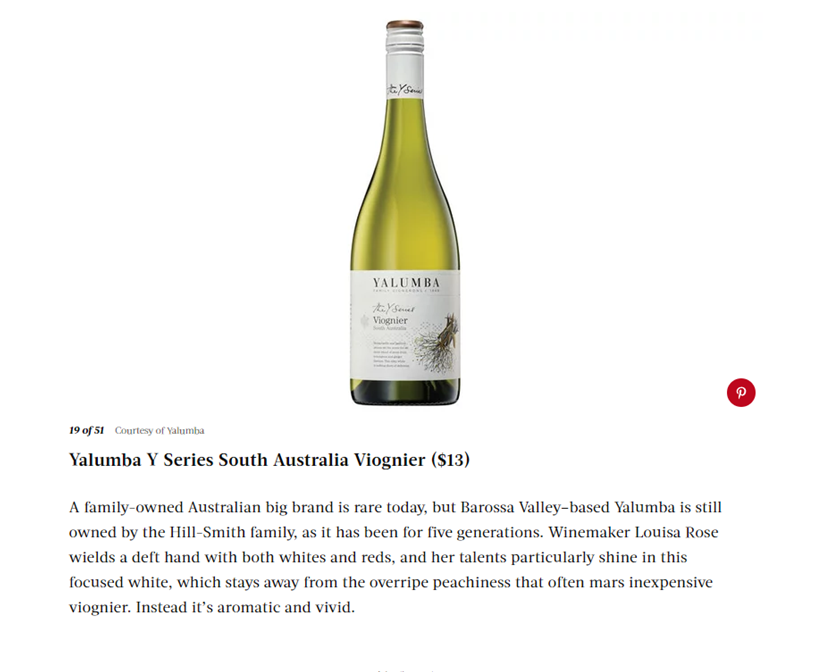 the Y Series
YALUMBA
the Y Series
Viognier
South Australia
19 of 51 Courtesy of Yalumba
Yalumba Y Series South Australia Viognier ($13)
A family-owned Australian big brand is rare today, but Barossa Valley–based Yalumba is still
owned by the Hill-Smith family, as it has been for five generations. Winemaker Louisa Rose
wields a deft hand with both whites and reds, and her talents particularly shine in this
focused white, which stays away from the overripe peachiness that often mars inexpensive
viognier. Instead it's aromatic and vivid.